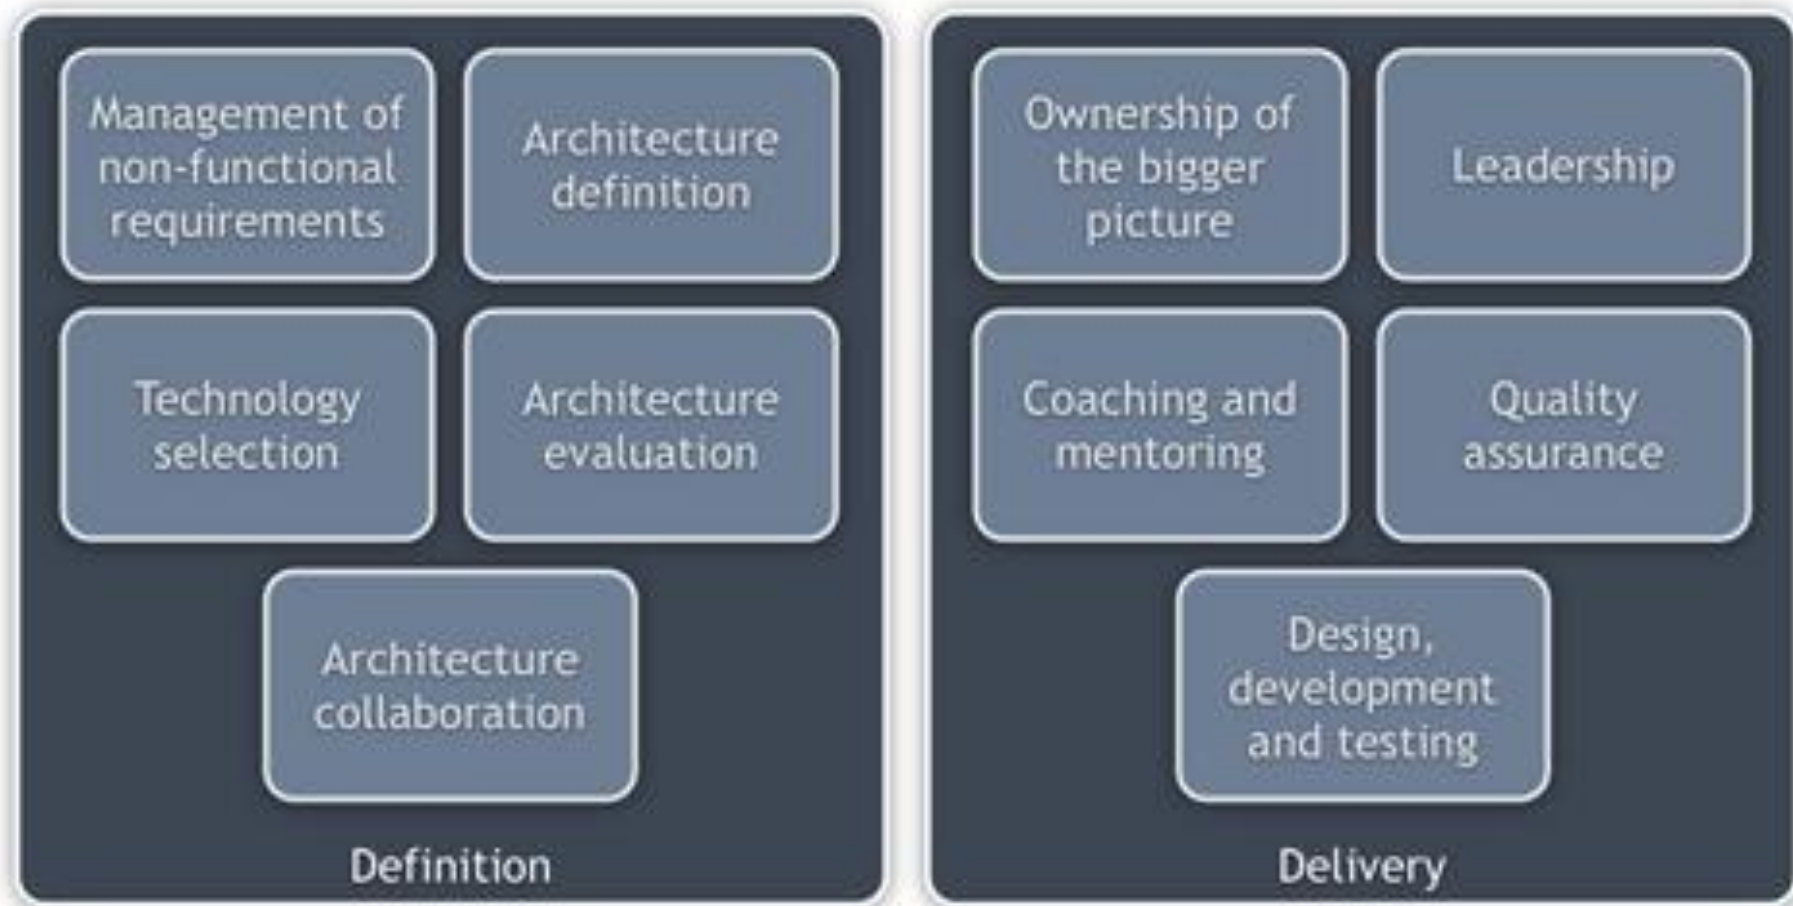 Management of
non-functional
requirements
Architecture
definition
Technology
selection
Architecture
evaluation
Architecture
collaboration
Definition
Ownership of
the bigger
picture
Leadership
Coaching and
mentoring
Quality
assurance
Design,
development
and testing
Delivery